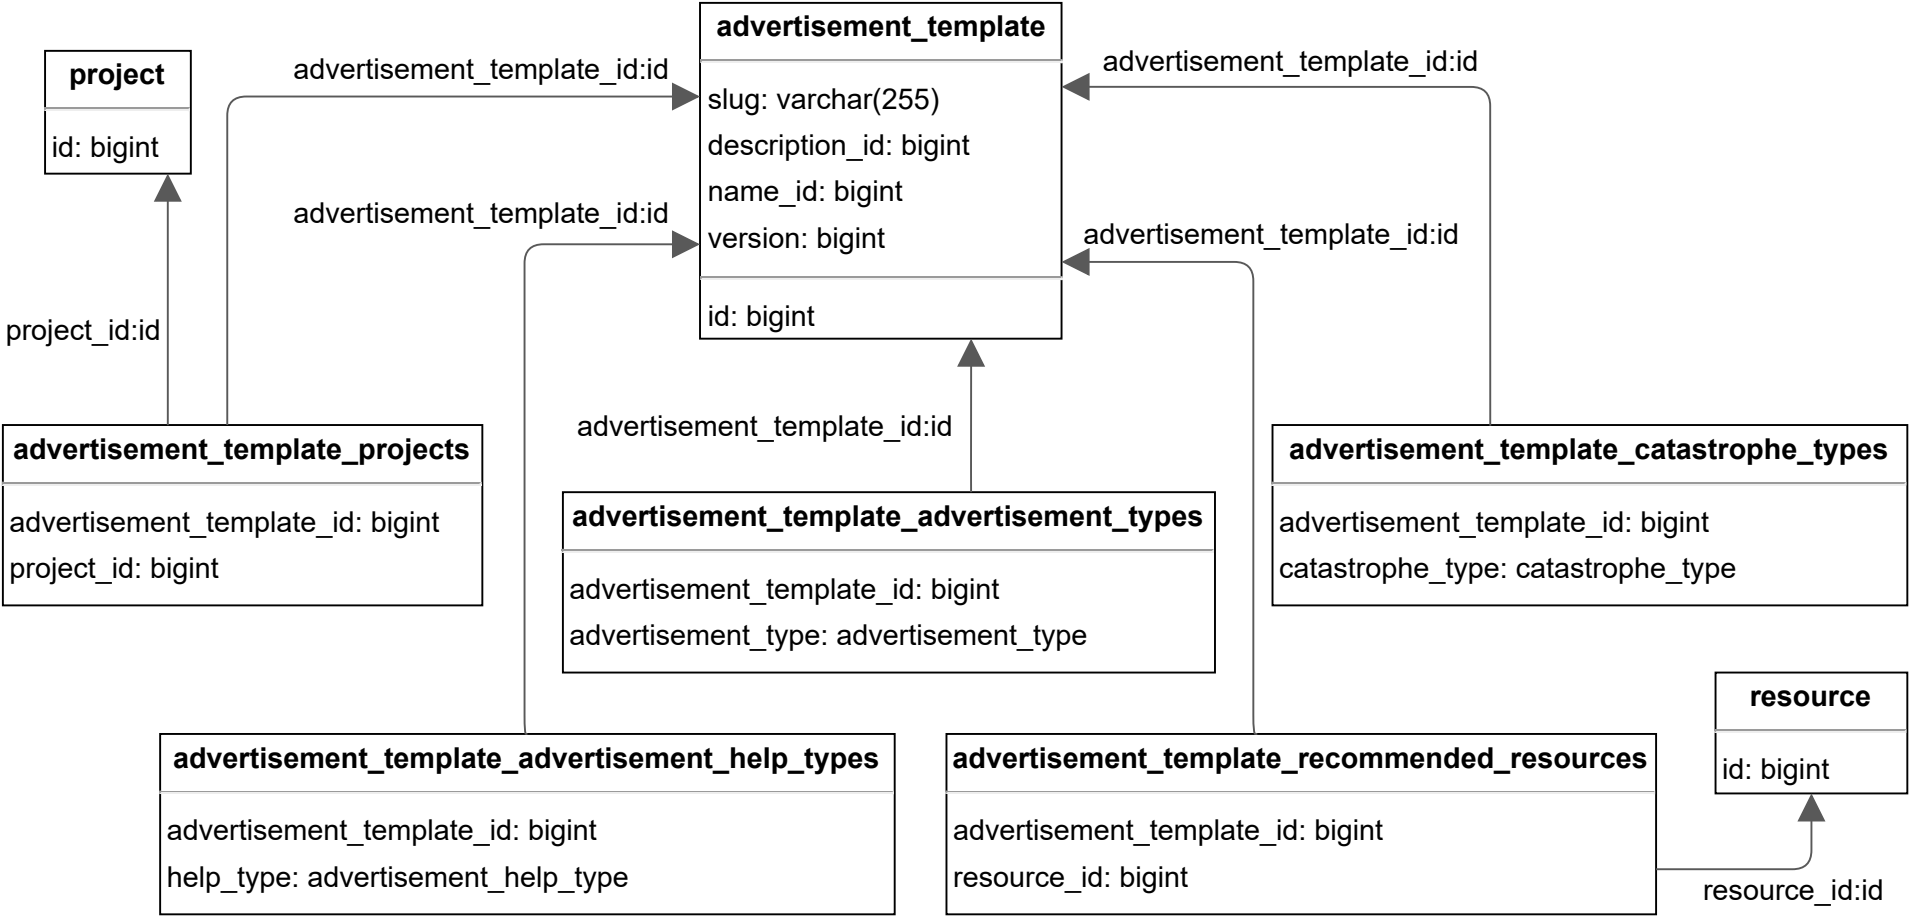 advertisement_template
slug: varchar(255)
description_id: bigint
name_id: bigint
version: bigint
id: bigint
project
id: bigint
advertisement_template_id:id
advertisement_template_id:id
advertisement_template_id:id
advertisement_template_id:id
project_id:id
advertisement_template_id:id
advertisement_template_projects
advertisement_template_id: bigint
project_id: bigint
advertisement_template_advertisement_types
advertisement_template_id: bigint
advertisement_type: advertisement_type
advertisement_template_catastrophe_types
advertisement_template_id: bigint
catastrophe_type: catastrophe_type
advertisement_template_advertisement_help_types
advertisement_template_id: bigint
help_type: advertisement_help_type
advertisement_template_recommended_resources
advertisement_template_id: bigint
resource_id: bigint
resource
id: bigint
resource_id:id